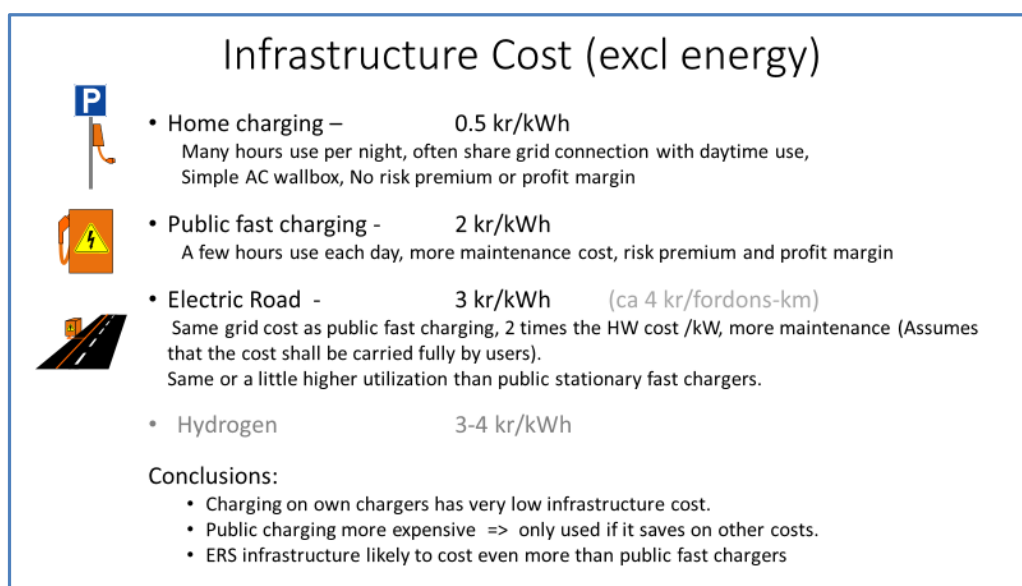 Infrastructure Cost (excl energy)
P
• Home charging – 0.5 kr/kWh
Many hours use per night, often share grid connection with daytime use,
Simple AC wallbox, No risk premium or profit margin
• Public fast charging - 2 kr/kWh
A few hours use each day, more maintenance cost, risk premium and profit margin
• Electric Road - 3 kr/kWh (ca 4 kr/fordons-km)
Same grid cost as public fast charging, 2 times the HW cost /kW, more maintenance (Assumes
that the cost shall be carried fully by users).
Same or a little higher utilization than public stationary fast chargers.
• Hydrogen 3-4 kr/kWh
Conclusions:
• Charging on own chargers has very low infrastructure cost.
• Public charging more expensive => only used if it saves on other costs.
• ERS infrastructure likely to cost even more than public fast chargers